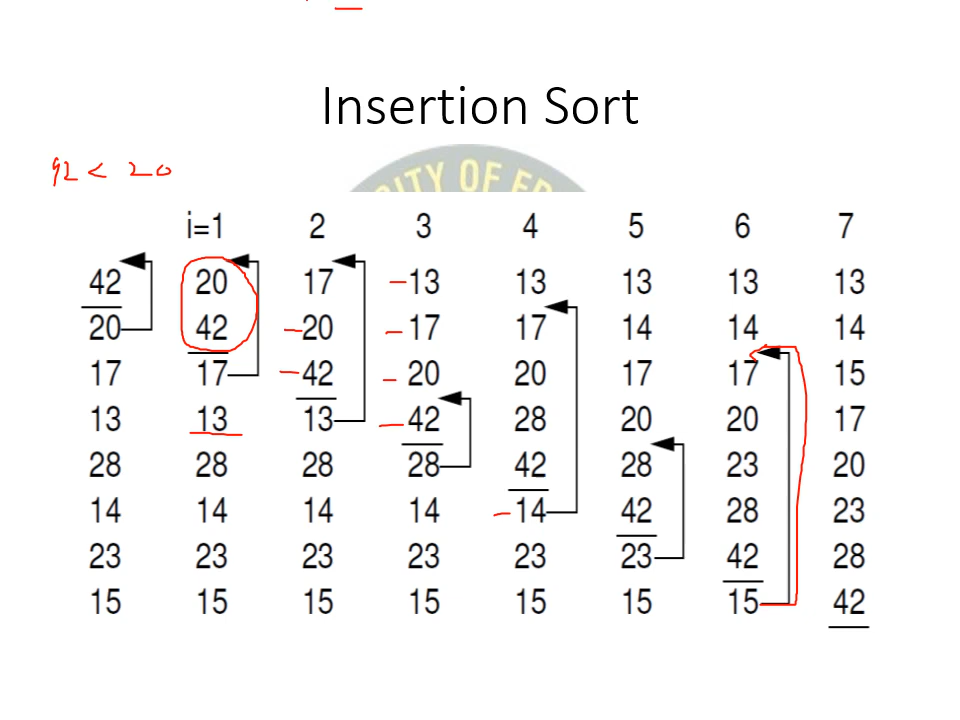 Insertion Sort
42 < 20
ITY OF ED
i=1 2 3 4 5 6 7
42 20 17 13 13 13 13 13
20 42 20 17 17 14 14 14
17 17 42 20 20 17 17 15
13 13 13 42 28 20 20 17
28 28 28 28 42 28 23 20
14 14 14 14 14 42 28 23
23 23 23 23 23 23 42 28
15 15 15 15 15 15 15 42